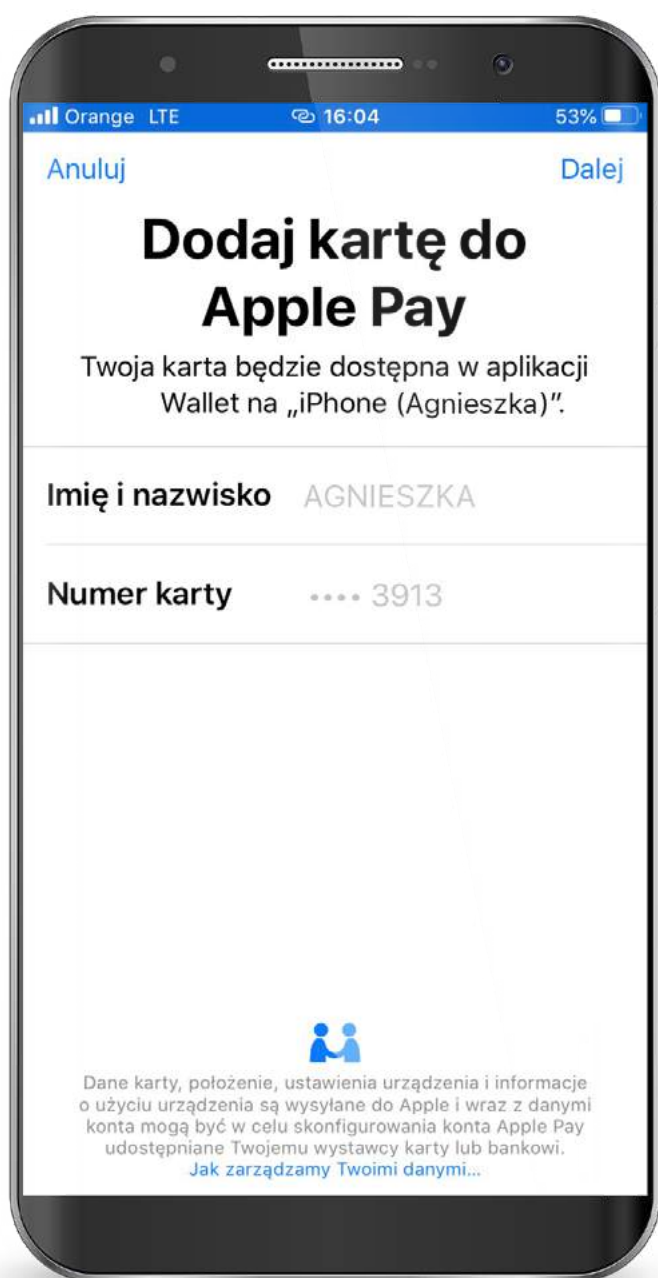 Orange LTE 16:04 53%
Anuluj Dalej
Dodaj kartę do
Apple Pay
Twoja karta będzie dostępna w aplikacji
Wallet na „iPhone (Agnieszka)”.
Imię i nazwisko AGNIESZKA
Numer karty •••• 3913
Dane karty, położenie, ustawienia urządzenia i informacje
o użyciu urządzenia są wysyłane do Apple i wraz z danymi
konta mogą być w celu skonfigurowania konta Apple Pay
udostępniane Twojemu wystawcy karty lub bankowi.
Jak zarządzamy Twoimi danymi...